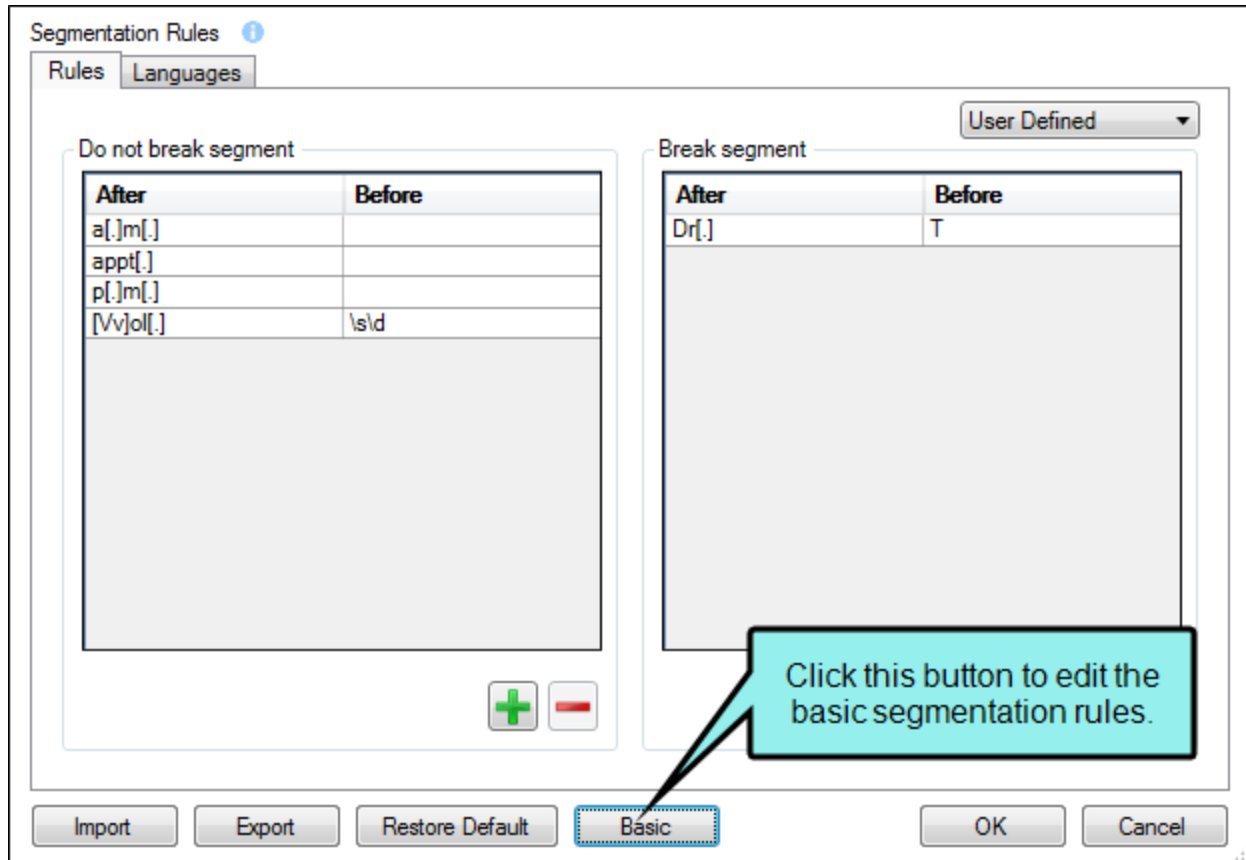 Segmentation Rules
Rules Languages
User Defined
Do not break segment Break segment
After Before After Before
a[.]m[.] Dr[.] T
appt[.]
p[.]m[.]
[Vv]ol[.] \s\d
Click this button to edit the
basic segmentation rules.
Import Export Restore Default Basic OK Cancel